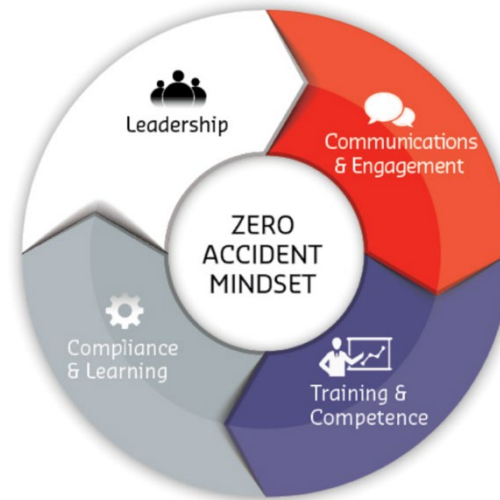 Leadership
Communications
& Engagement
ZERO
ACCIDENT
MINDSET
Compliance
& Learning
Training &
Competence